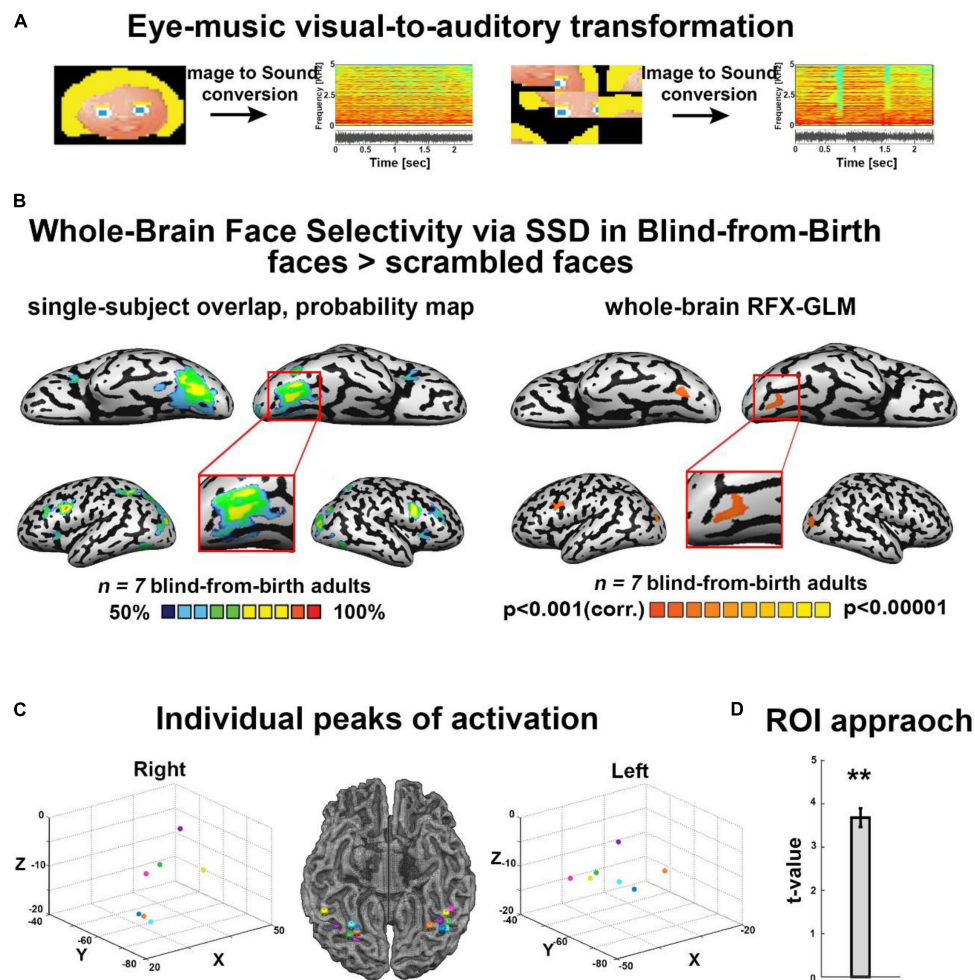 A
Eye-music visual-to-auditory transformation
mage to Sound
conversion
Frequency [KHz]
5
2.5
0
0 0.5 1 1.5 2
Time [sec]
Image to Sound
conversion
Frequency [KHz]
5
2.5
0
0 0.5 1 1.5 2
Time [sec]
B
Whole-Brain Face Selectivity via SSD in Blind-from-Birth
faces > scrambled faces
single-subject overlap, probability map
n = 7 blind-from-birth adults
50% 100%
whole-brain RFX-GLM
n = 7 blind-from-birth adults
p<0.001(corr.) p<0.00001
C
Individual peaks of activation
Right
0
Z -10
-20
-40
-60
Y
-80
20
X
50
Left
0
Z -10
-20
-40
Y -60
-80
-50
X
-20
D
ROI appraoch
**
t-value
5
4
3
2
1
0